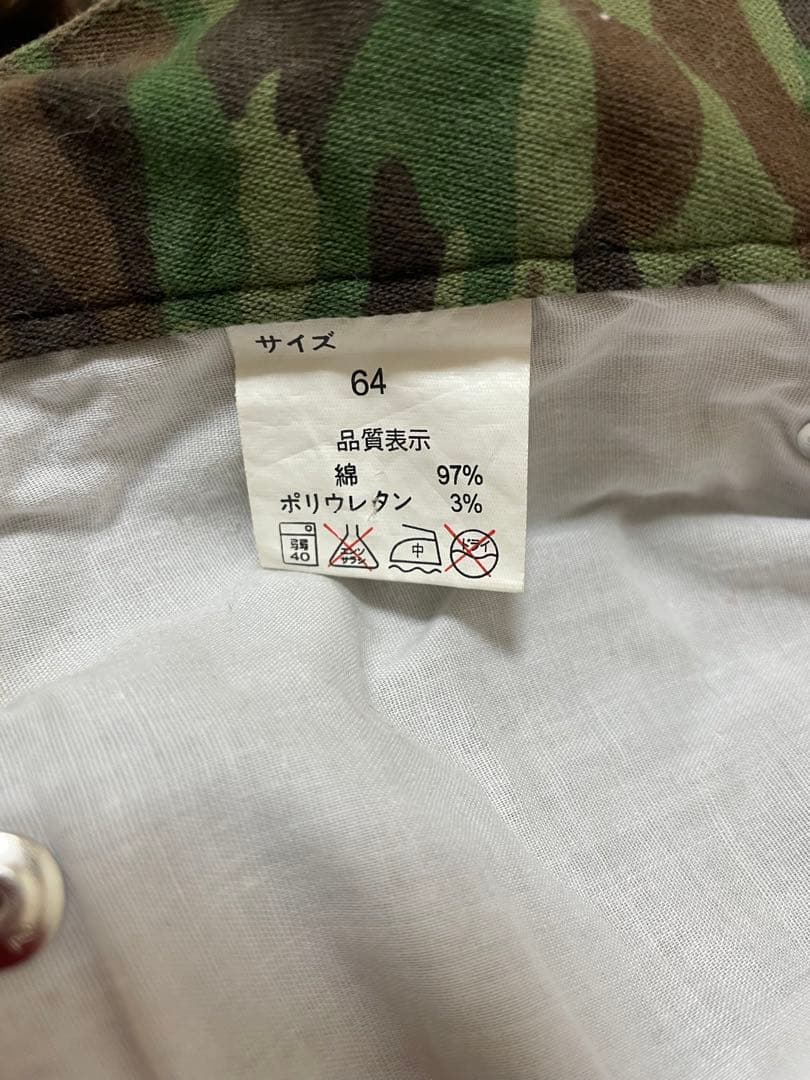 サイズ
64
品質表示
綿 97%
ポリウレタン 3%
弱 40 エンソサラシ 中 ドライ